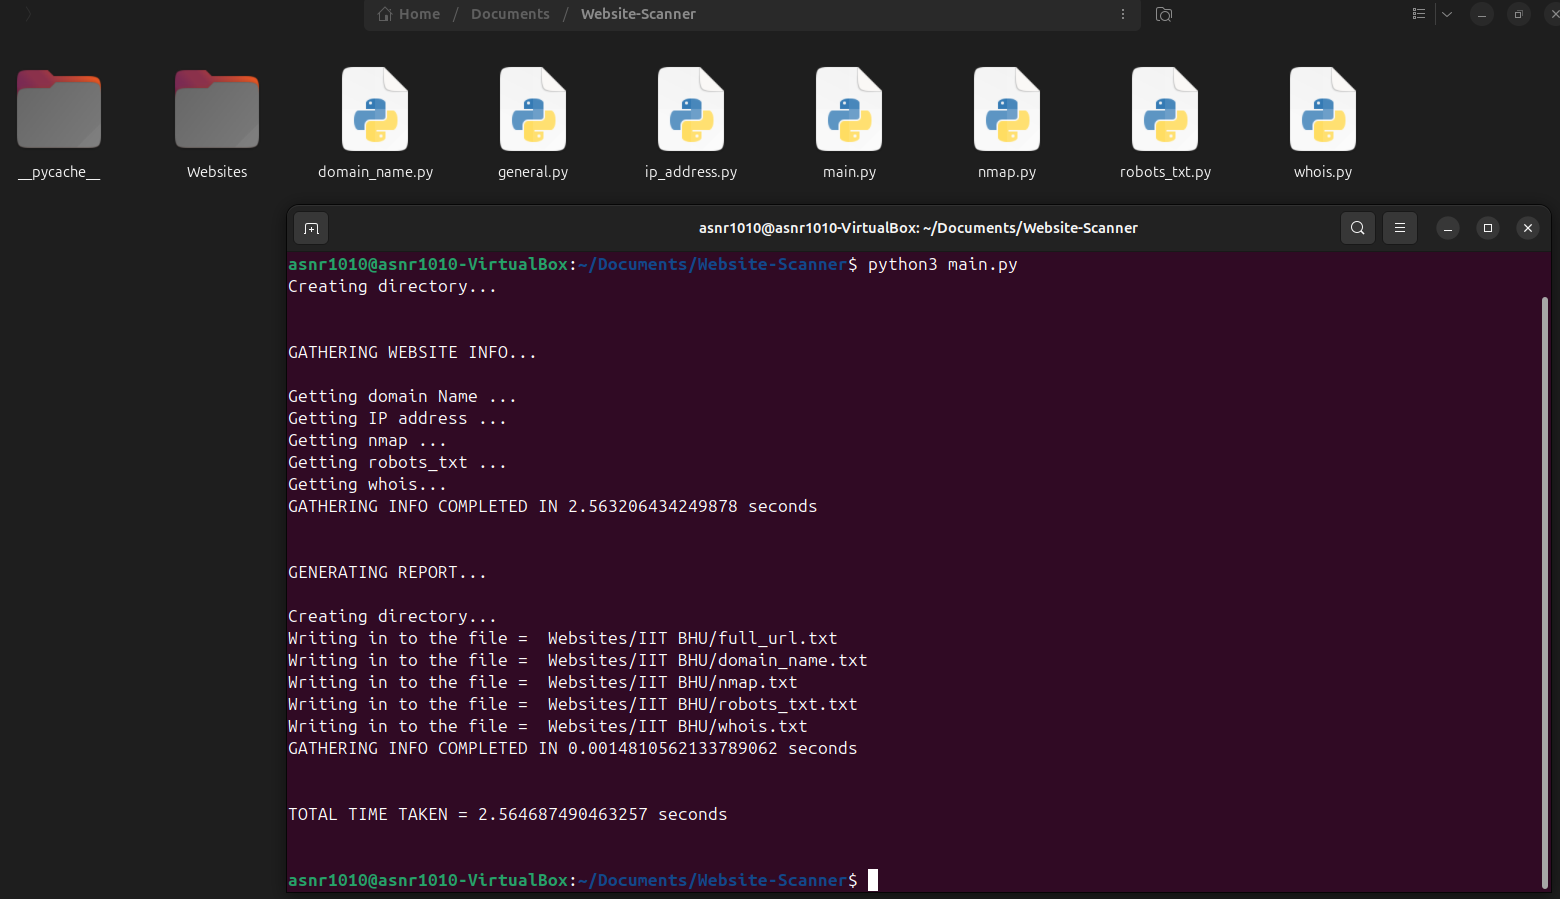 Home / Documents / Website-Scanner
__pycache__ Websites domain_name.py general.py ip_address.py main.py nmap.py robots_txt.py whois.py
asnr1010@asnr1010-VirtualBox: ~/Documents/Website-Scanner
asnr1010@asnr1010-VirtualBox:~/Documents/Website-Scanner$ python3 main.py
Creating directory...
GATHERING WEBSITE INFO...
Getting domain Name ...
Getting IP address ...
Getting nmap ...
Getting robots_txt ...
Getting whois...
GATHERING INFO COMPLETED IN 2.563206434249878 seconds
GENERATING REPORT...
Creating directory...
Writing in to the file =  Websites/IIT BHU/full_url.txt
Writing in to the file =  Websites/IIT BHU/domain_name.txt
Writing in to the file =  Websites/IIT BHU/nmap.txt
Writing in to the file =  Websites/IIT BHU/robots_txt.txt
Writing in to the file =  Websites/IIT BHU/whois.txt
GATHERING INFO COMPLETED IN 0.0014810562133789062 seconds
TOTAL TIME TAKEN = 2.564687490463257 seconds
asnr1010@asnr1010-VirtualBox:~/Documents/Website-Scanner$